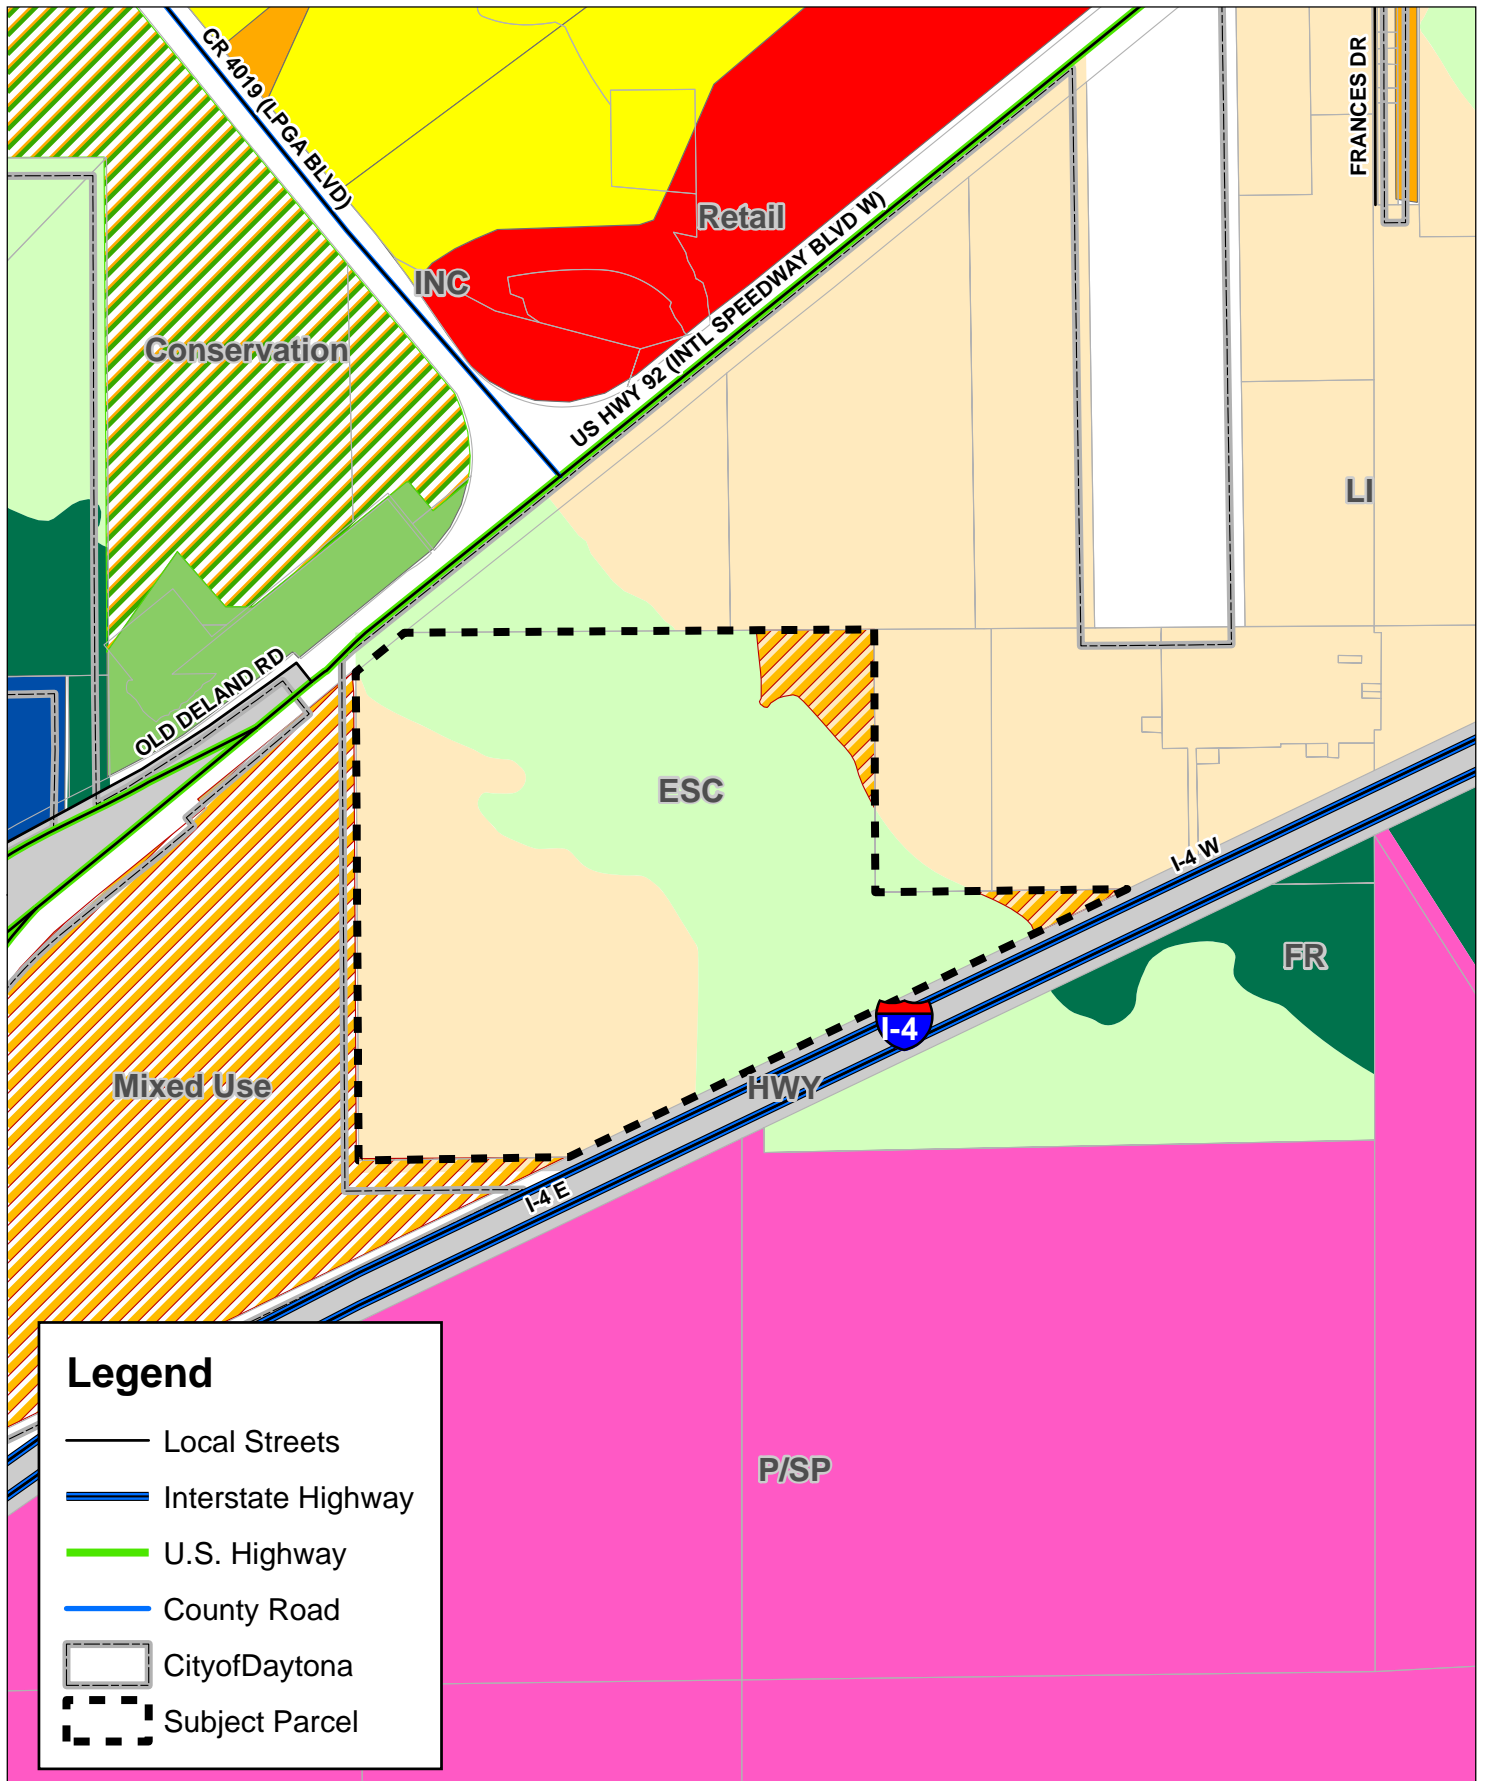 CR 4019 (LPGA BLVD)
FRANCES DR
Retail
US HWY 92 (INTL SPEEDWAY BLVD W)
INC
Conservation
LI
OLD DELAND RD
ESC
I-4 W
FR
I-4
HWY
Mixed Use
I-4 E
P/SP
Legend
Local Streets
Interstate Highway
U.S. Highway
County Road
CityofDaytona
Subject Parcel